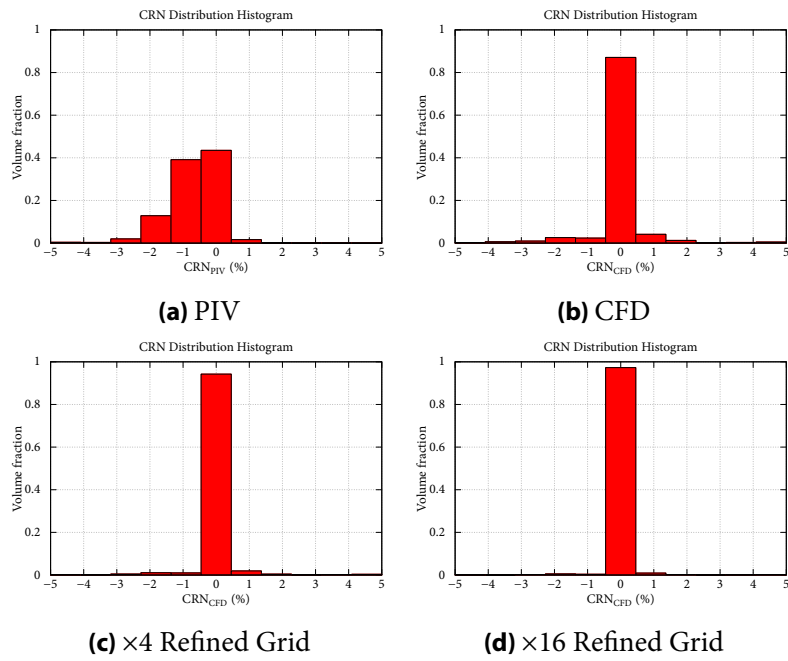 CRN Distribution Histogram
Volume fraction
1
0.8
0.6
0.4
0.2
0
−5 −4 −3 −2 −1 0 1 2 3 4 5
CRN_PIV (%)
(a) PIV
CRN Distribution Histogram
Volume fraction
1
0.8
0.6
0.4
0.2
0
−5 −4 −3 −2 −1 0 1 2 3 4 5
CRN_CFD (%)
(b) CFD
CRN Distribution Histogram
Volume fraction
1
0.8
0.6
0.4
0.2
0
−5 −4 −3 −2 −1 0 1 2 3 4 5
CRN_CFD (%)
(c) ×4 Refined Grid
CRN Distribution Histogram
Volume fraction
1
0.8
0.6
0.4
0.2
0
−5 −4 −3 −2 −1 0 1 2 3 4 5
CRN_CFD (%)
(d) ×16 Refined Grid